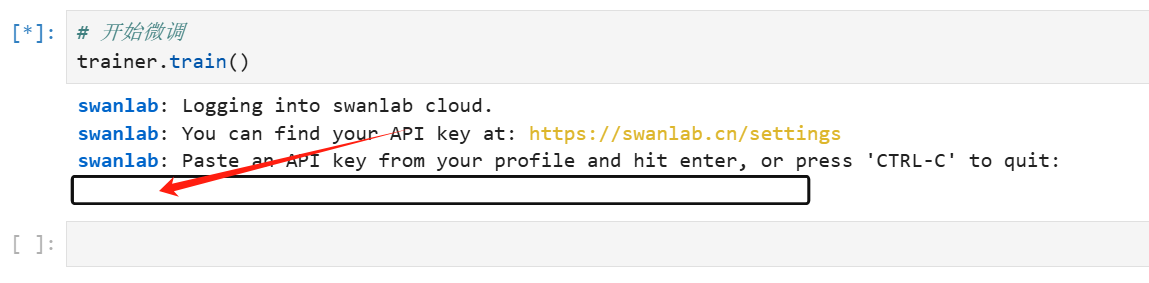 [*]: # 开始微调
trainer.train()
swanlab: Logging into swanlab cloud.
swanlab: You can find your API key at: https://swanlab.cn/settings
swanlab: Paste an API key from your profile and hit enter, or press 'CTRL-C' to quit:
[ ]: